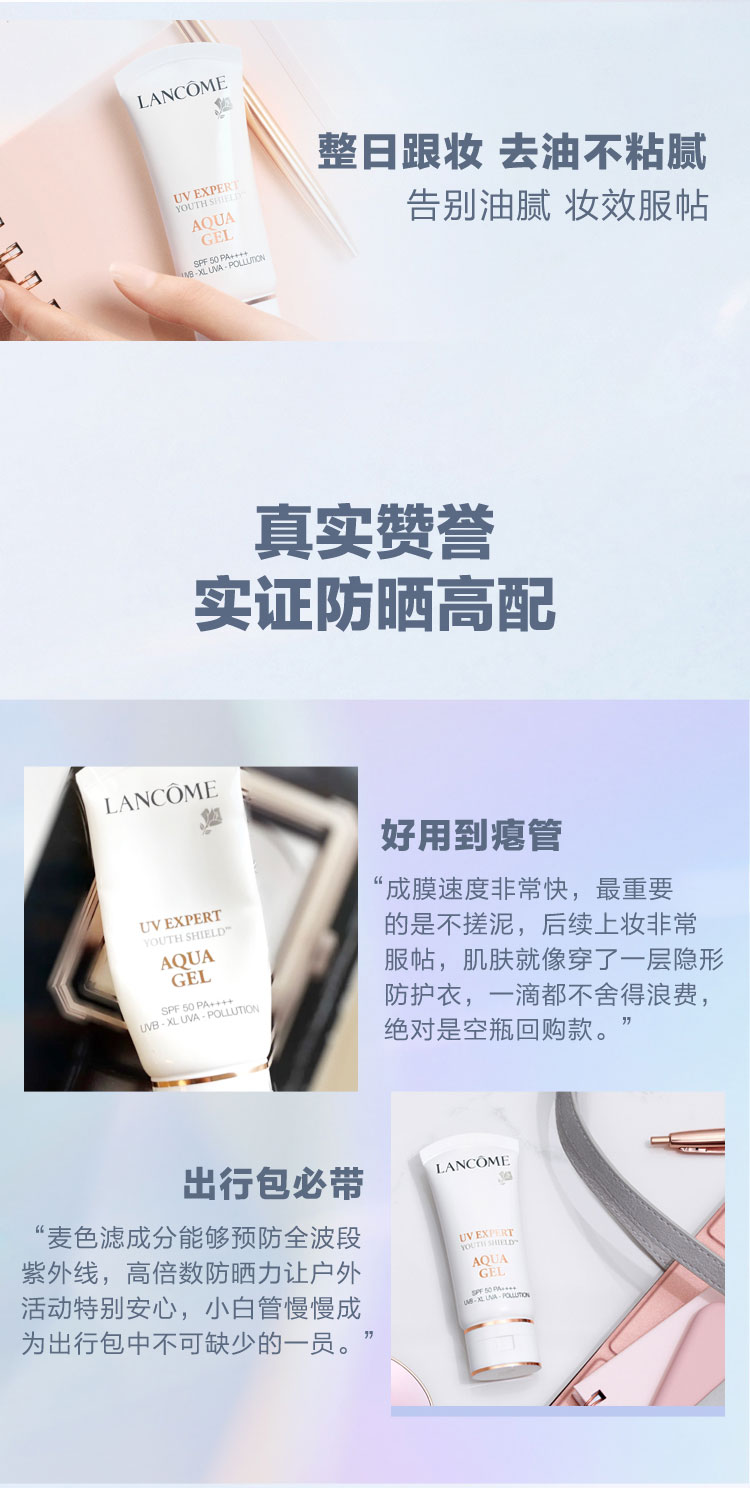 LANCÔME
UV EXPERT
YOUTH SHIELD™
AQUA
GEL
SPF 50 PA++++
UVB - XL UVA - POLLUTION
整日跟妆 去油不粘腻
告别油腻 妆效服帖
真实赞誉
实证防晒高配
LANCÔME
UV EXPERT
YOUTH SHIELD™
AQUA
GEL
SPF 50 PA++++
UVB - XL UVA - POLLUTION
好用到瘪管
“成膜速度非常快，最重要
的是不搓泥，后续上妆非常
服帖，肌肤就像穿了一层隐形
防护衣，一滴都不舍得浪费，
绝对是空瓶回购款。”
出行包必带
“麦色滤成分能够预防全波段
紫外线，高倍数防晒力让户外
活动特别安心，小白管慢慢成
为出行包中不可缺少的一员。”
LANCÔME
UV EXPERT
YOUTH SHIELD™
AQUA
GEL
SPF 50 PA++++
UVB - XL UVA - POLLUTION